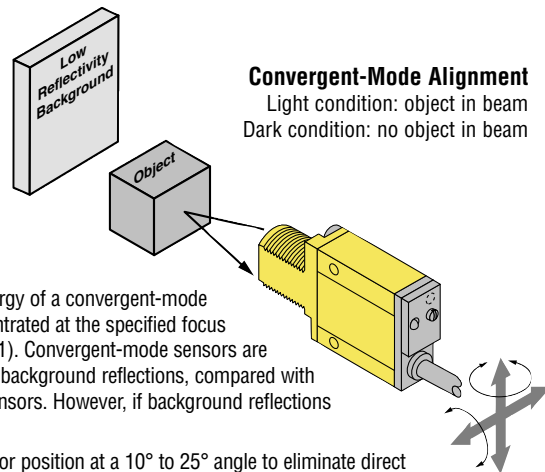 Low
Reflectivity
Background
Convergent-Mode Alignment
Light condition: object in beam
Dark condition: no object in beam
Object
rgy of a convergent-mode
ntrated at the specified focus
1). Convergent-mode sensors are
background reflections, compared with
nsors. However, if background reflections
or position at a 10° to 25° angle to eliminate direct